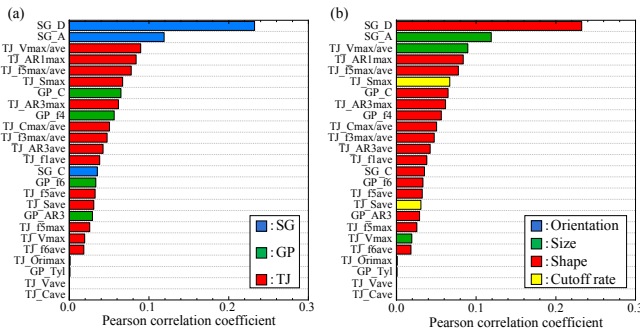 (a)
SG_D
SG_A
TJ_Vmax/ave
TJ_AR1max
TJ_f5max/ave
TJ_Smax
GP_C
TJ_AR3max
GP_f4
TJ_Cmax/ave
TJ_f3max/ave
TJ_AR3ave
TJ_f1ave
SG_C
GP_f6
TJ_f5ave
TJ_Save
GP_AR3
TJ_f5max
TJ_Vmax
TJ_f6ave
TJ_Orimax
GP_Tyl
TJ_Vave
TJ_Cave
: SG
: GP
: TJ
0.0 0.1 0.2 0.3
Pearson correlation coefficient
(b)
SG_D
SG_A
TJ_Vmax/ave
TJ_AR1max
TJ_f5max/ave
TJ_Smax
GP_C
TJ_AR3max
GP_f4
TJ_Cmax/ave
TJ_f3max/ave
TJ_AR3ave
TJ_f1ave
SG_C
GP_f6
TJ_f5ave
TJ_Save
GP_AR3
TJ_f5max
TJ_Vmax
TJ_f6ave
TJ_Orimax
GP_Tyl
TJ_Vave
TJ_Cave
: Orientation
: Size
: Shape
: Cutoff rate
0.0 0.1 0.2 0.3
Pearson correlation coefficient